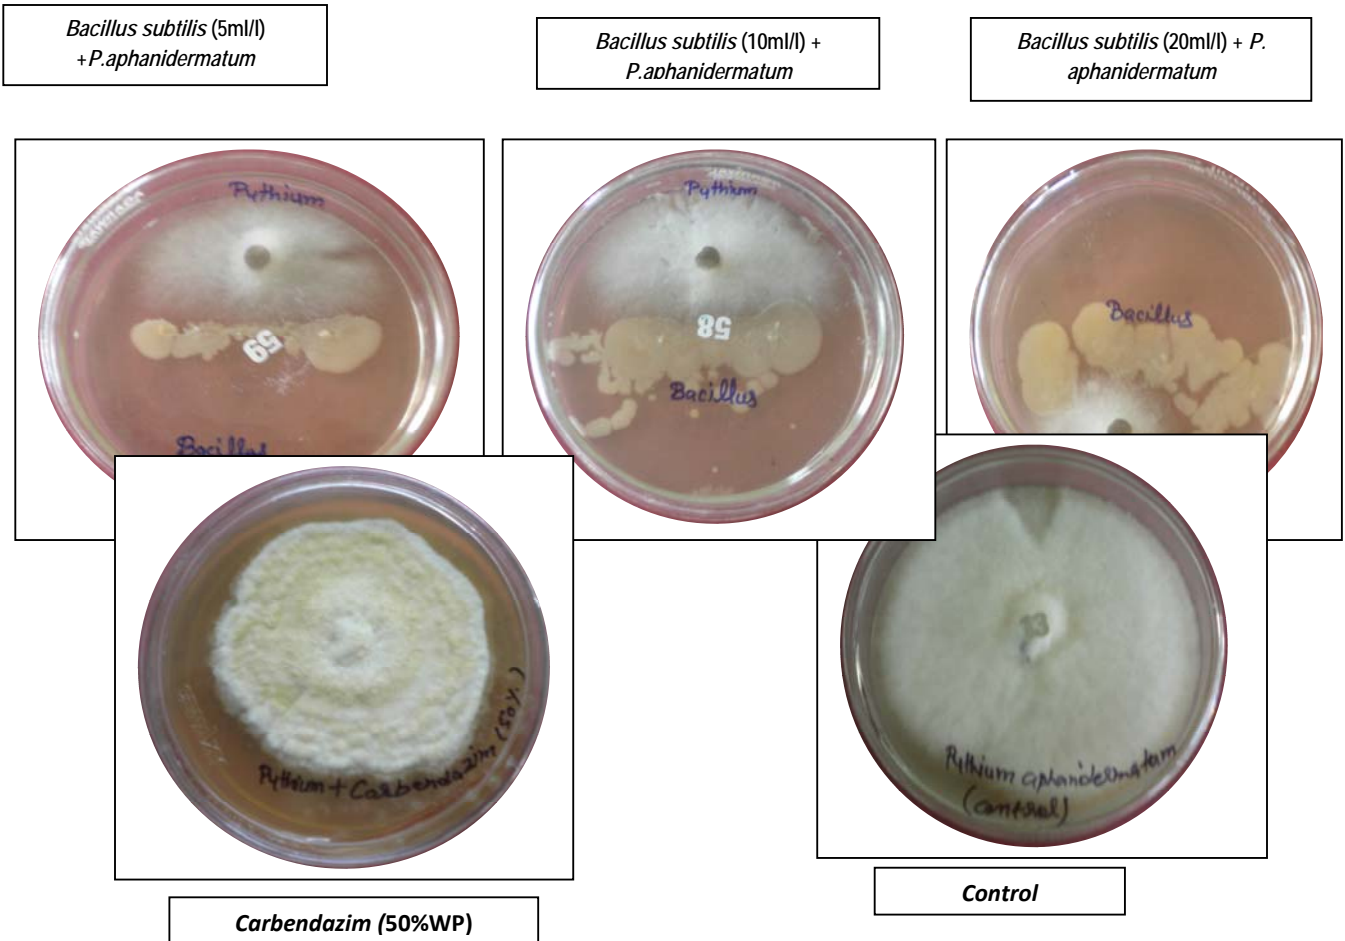 Bacillus subtilis (5ml/l)
+P.aphanidermatum
Bacillus subtilis (10ml/l) +
P.aphanidermatum
Bacillus subtilis (20ml/l) + P.
aphanidermatum
Pythium
59
Bacillus
Pythium
58
Bacillus
Bacillus
Pythium + Carbendazim (50%)
Pythium aphanidermatum
(control)
Carbendazim (50%WP)
Control